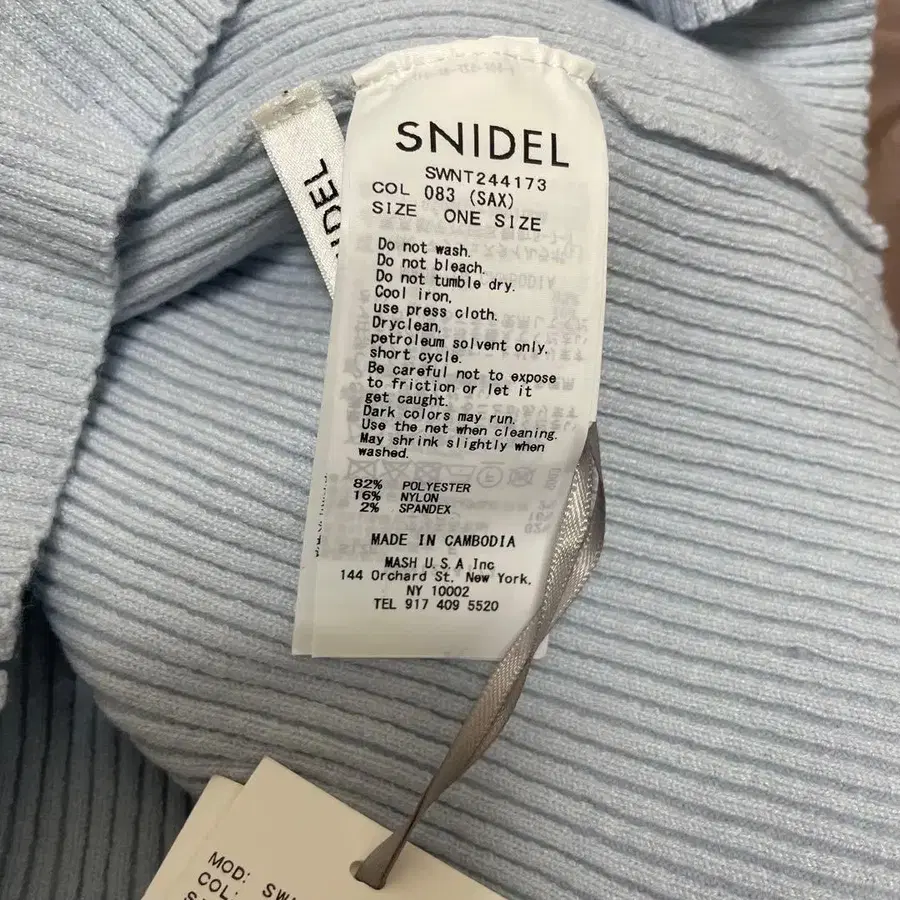 SNIDEL
SWNT244173
COL 083 (SAX)
SIZE ONE SIZE
Do not wash.
Do not bleach.
Do not tumble dry.
Cool iron,
use press cloth.
Dryclean,
petroleum solvent only,
short cycle.
Be careful not to expose
to friction or let it
get caught.
Dark colors may run.
Use the net when cleaning.
May shrink slightly when
washed.
82% POLYESTER
16% NYLON
2% SPANDEX
MADE IN CAMBODIA
MASH U.S.A Inc
144 Orchard St. New York,
NY 10002
TEL 917 409 5520
IDEL
MOD: SW
COL: